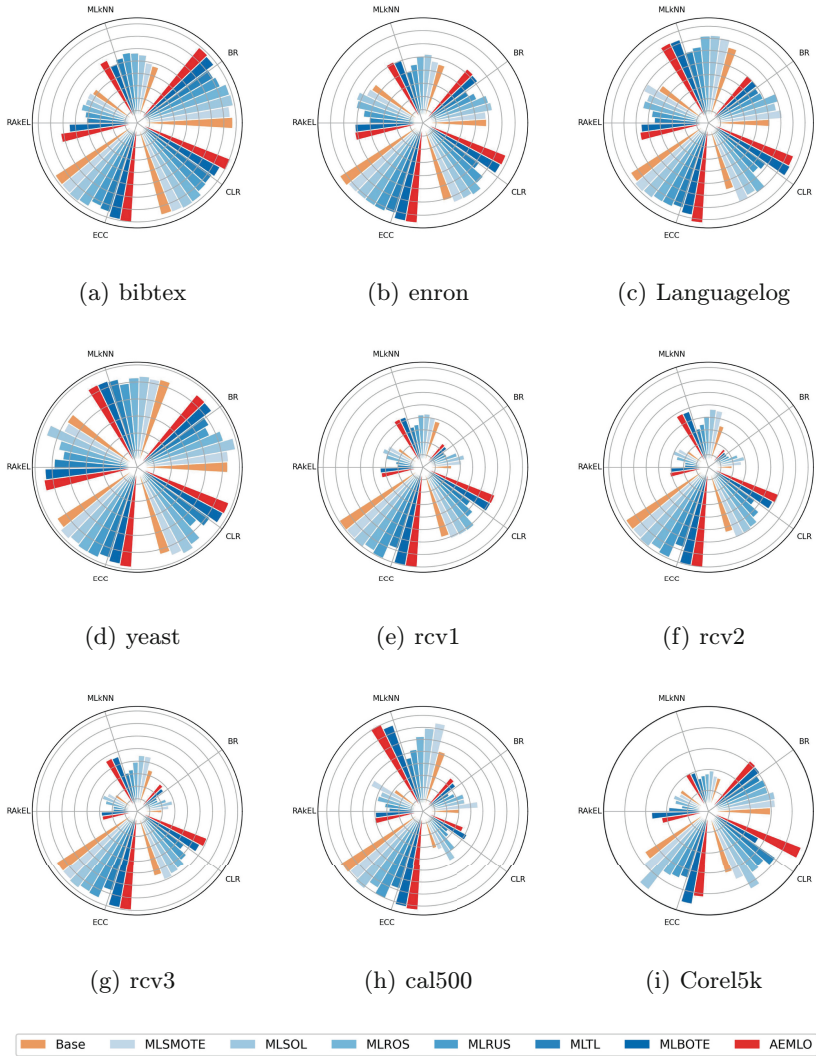 MLkNN
BR
RAkEL
CLR
ECC
MLkNN
BR
RAkEL
CLR
ECC
MLkNN
BR
RAkEL
CLR
ECC
(a) bibtex
(b) enron
(c) Languagelog
MLkNN
BR
RAkEL
CLR
ECC
MLkNN
BR
RAkEL
CLR
ECC
MLkNN
BR
RAkEL
CLR
ECC
(d) yeast
(e) rcv1
(f) rcv2
MLkNN
BR
RAkEL
CLR
ECC
MLkNN
BR
RAkEL
CLR
ECC
MLkNN
BR
RAkEL
CLR
ECC
(g) rcv3
(h) cal500
(i) Corel5k
Base MLSMOTE MLSOL MLROS MLRUS MLTL MLBOTE AEMLO